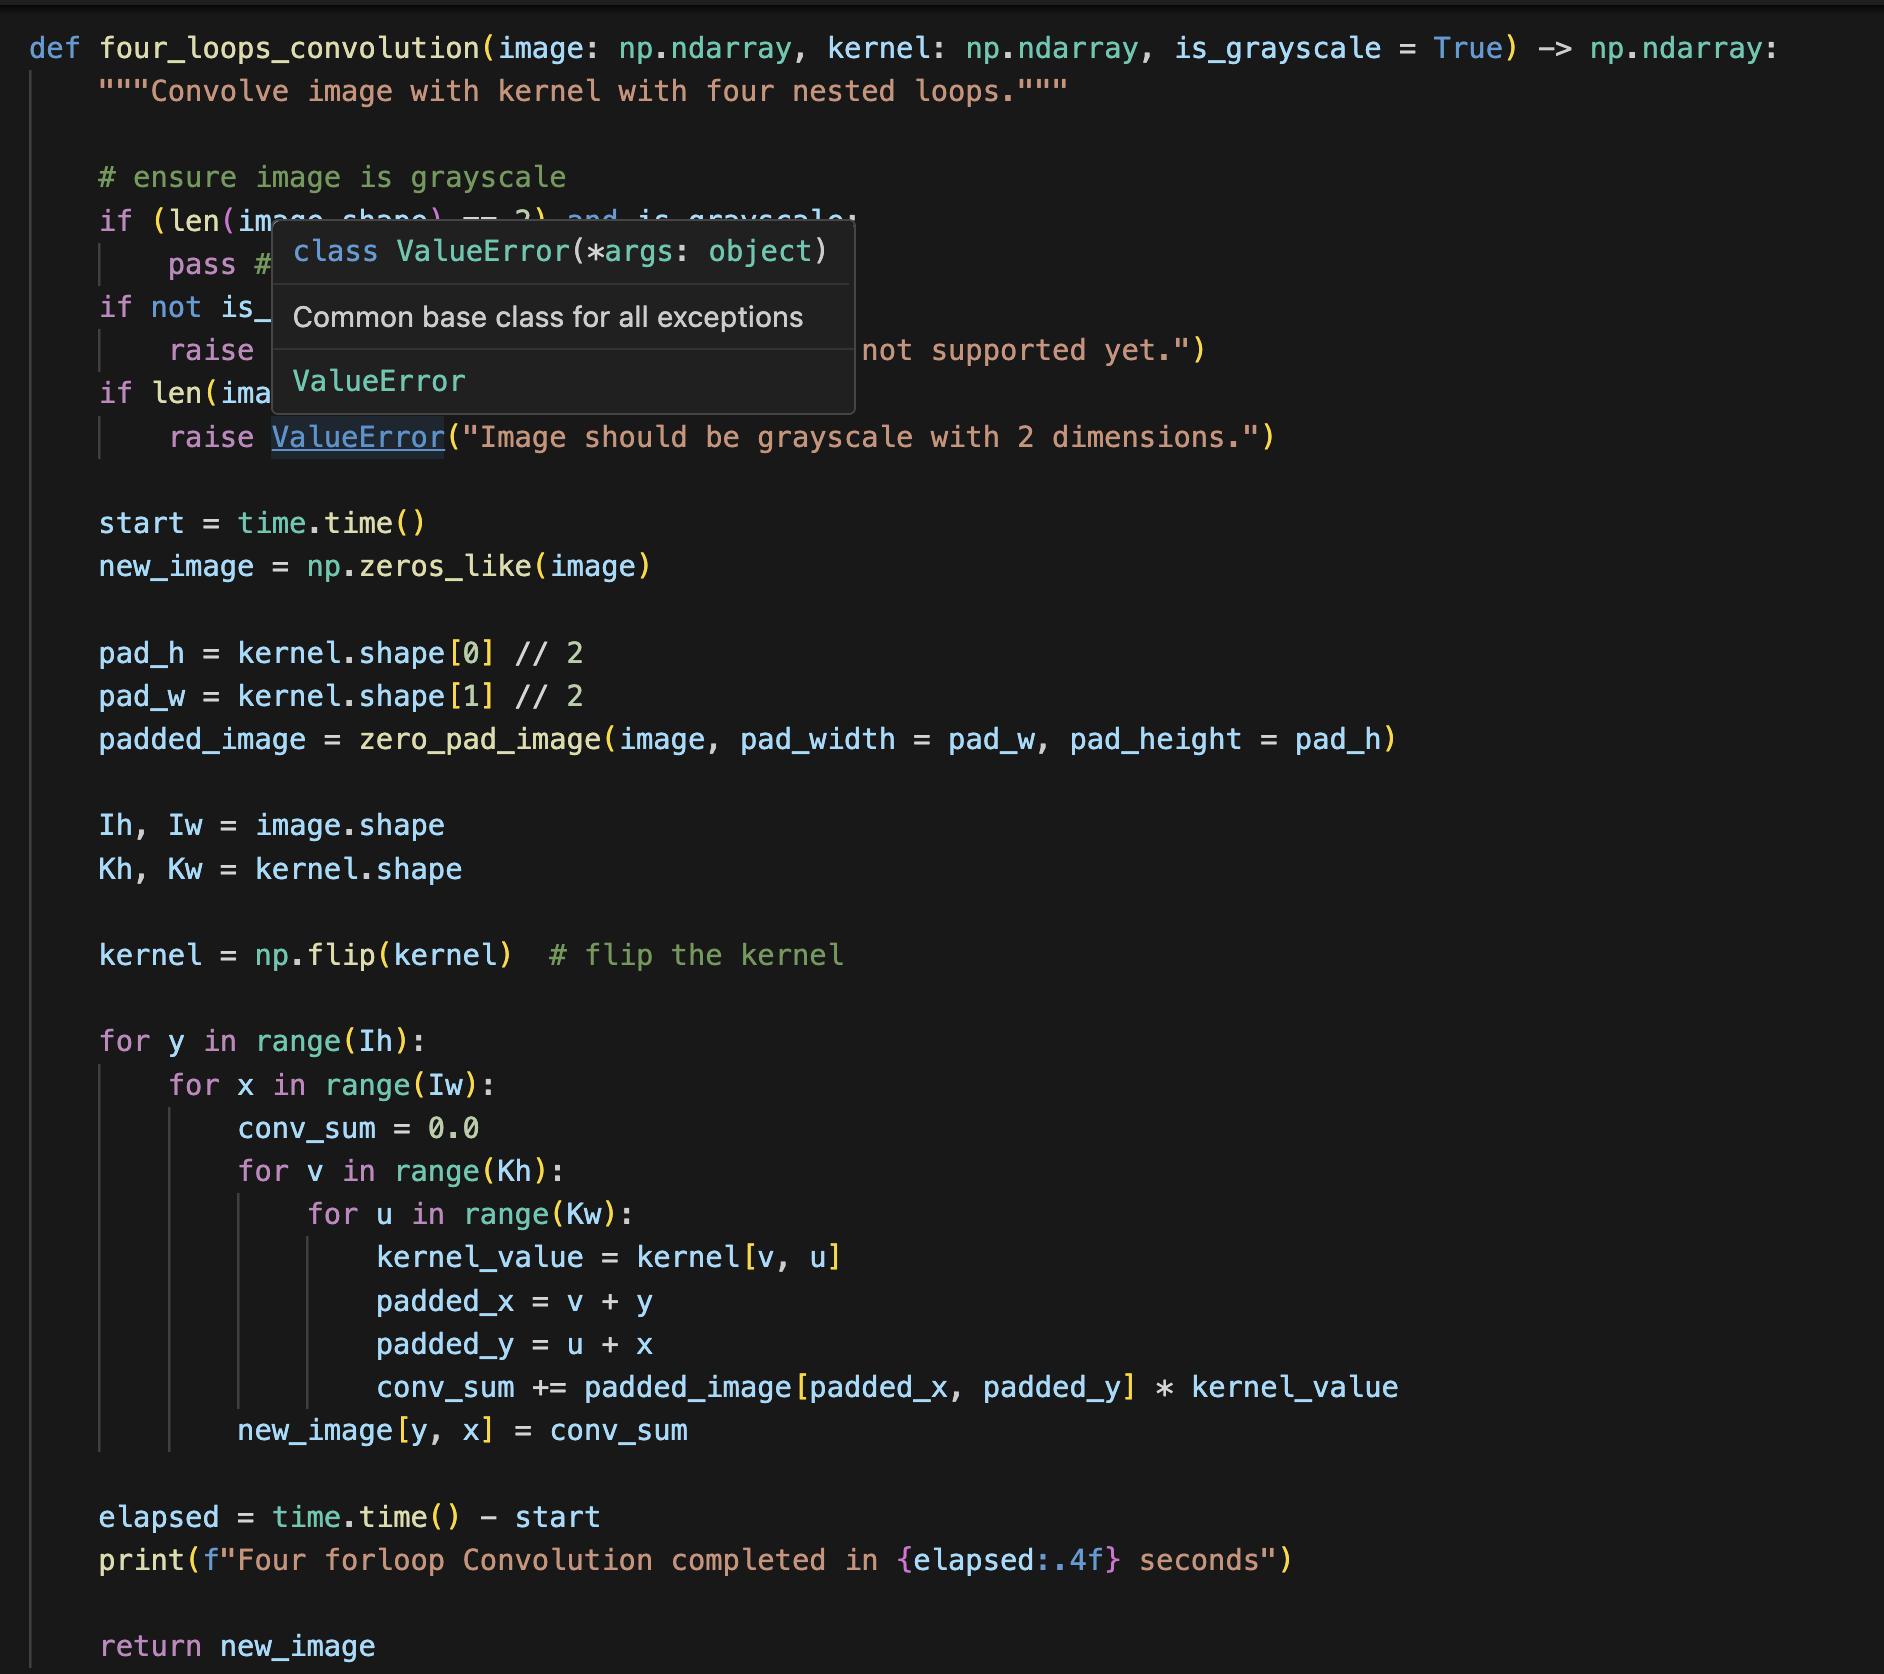 def four_loops_convolution(image: np.ndarray, kernel: np.ndarray, is_grayscale = True) -> np.ndarray:
    """Convolve image with kernel with four nested loops."""

    # ensure image is grayscale
    if (len(image.shape) == 2) and is_grayscale:
class ValueError(*args: object)
        pass #
    if not is_
Common base class for all exceptions
        raise
not supported yet.")
ValueError
    if len(ima
        raise ValueError("Image should be grayscale with 2 dimensions.")

    start = time.time()
    new_image = np.zeros_like(image)

    pad_h = kernel.shape[0] // 2
    pad_w = kernel.shape[1] // 2
    padded_image = zero_pad_image(image, pad_width = pad_w, pad_height = pad_h)

    Ih, Iw = image.shape
    Kh, Kw = kernel.shape

    kernel = np.flip(kernel)  # flip the kernel

    for y in range(Ih):
        for x in range(Iw):
            conv_sum = 0.0
            for v in range(Kh):
                for u in range(Kw):
                    kernel_value = kernel[v, u]
                    padded_x = v + y
                    padded_y = u + x
                    conv_sum += padded_image[padded_x, padded_y] * kernel_value
            new_image[y, x] = conv_sum

    elapsed = time.time() - start
    print(f"Four forloop Convolution completed in {elapsed:.4f} seconds")

    return new_image